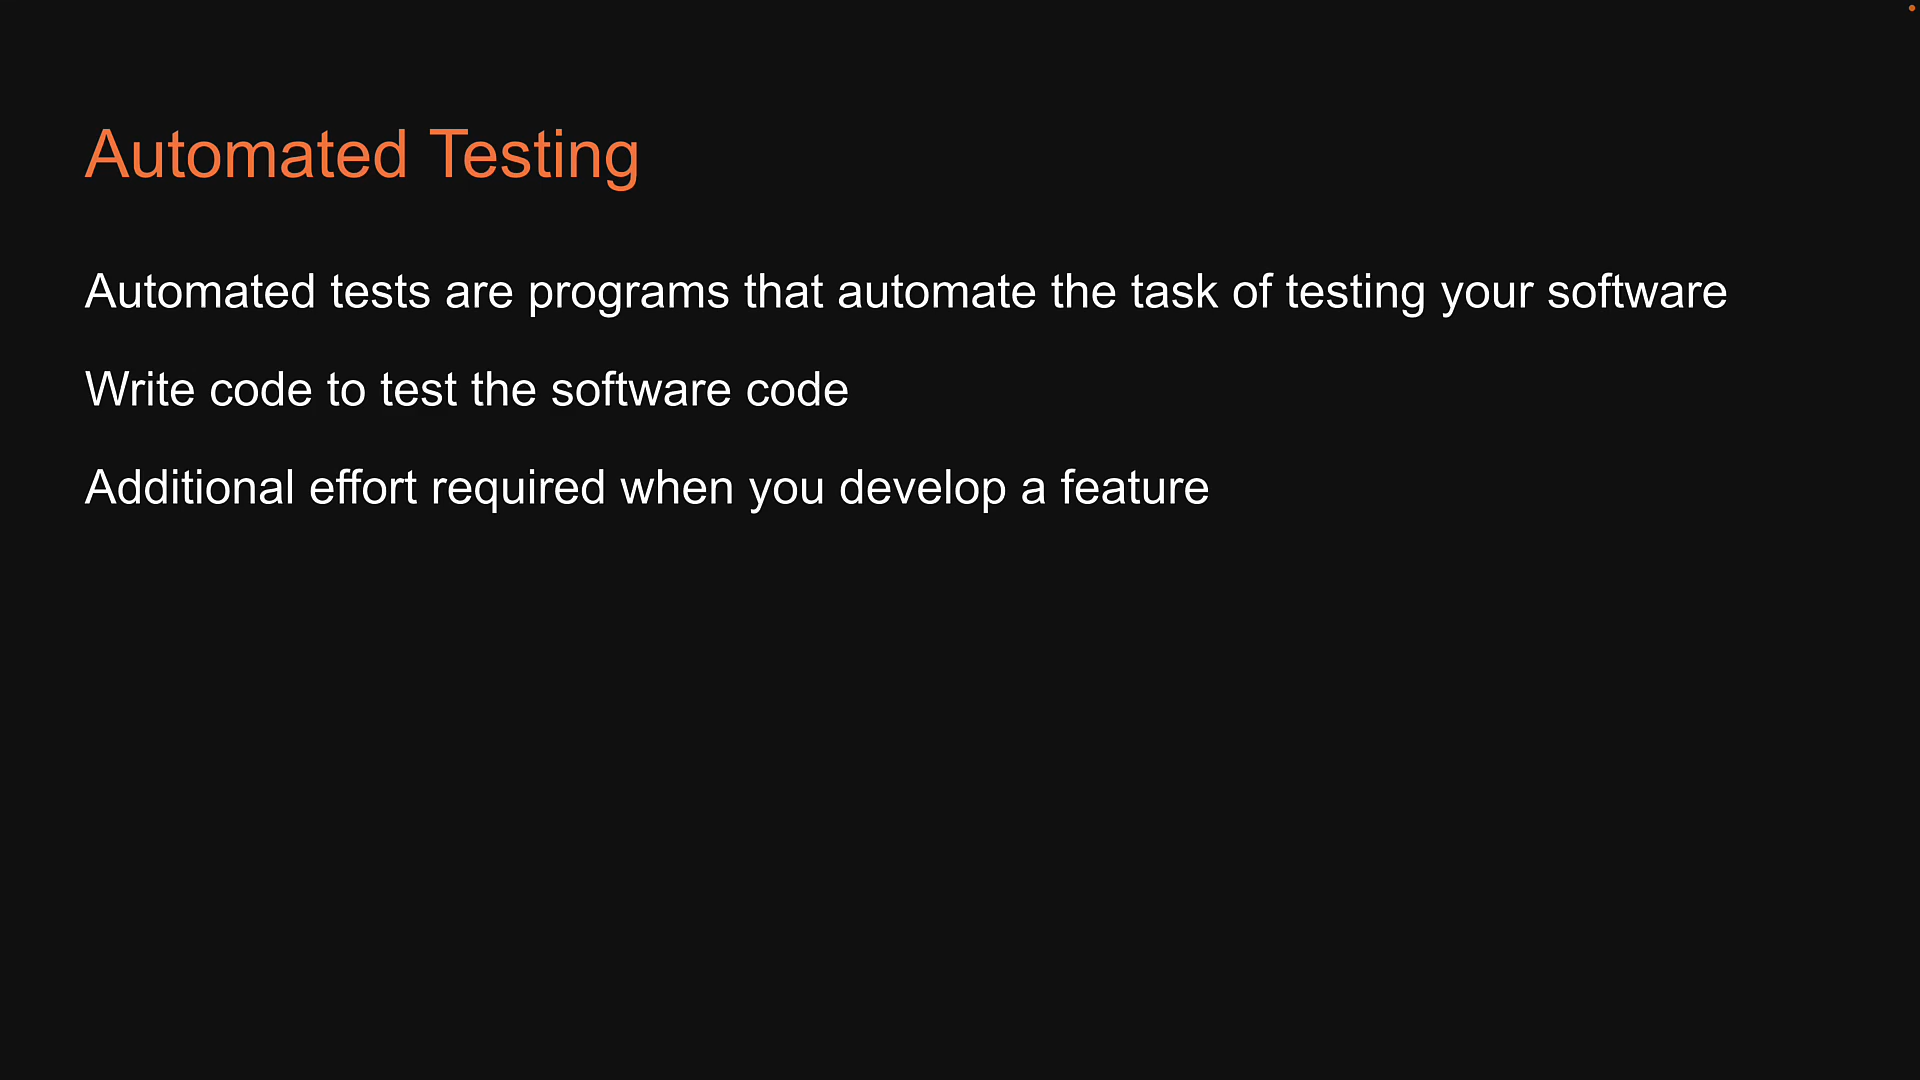 Automated Testing
Automated tests are programs that automate the task of testing your software
Write code to test the software code
Additional effort required when you develop a feature